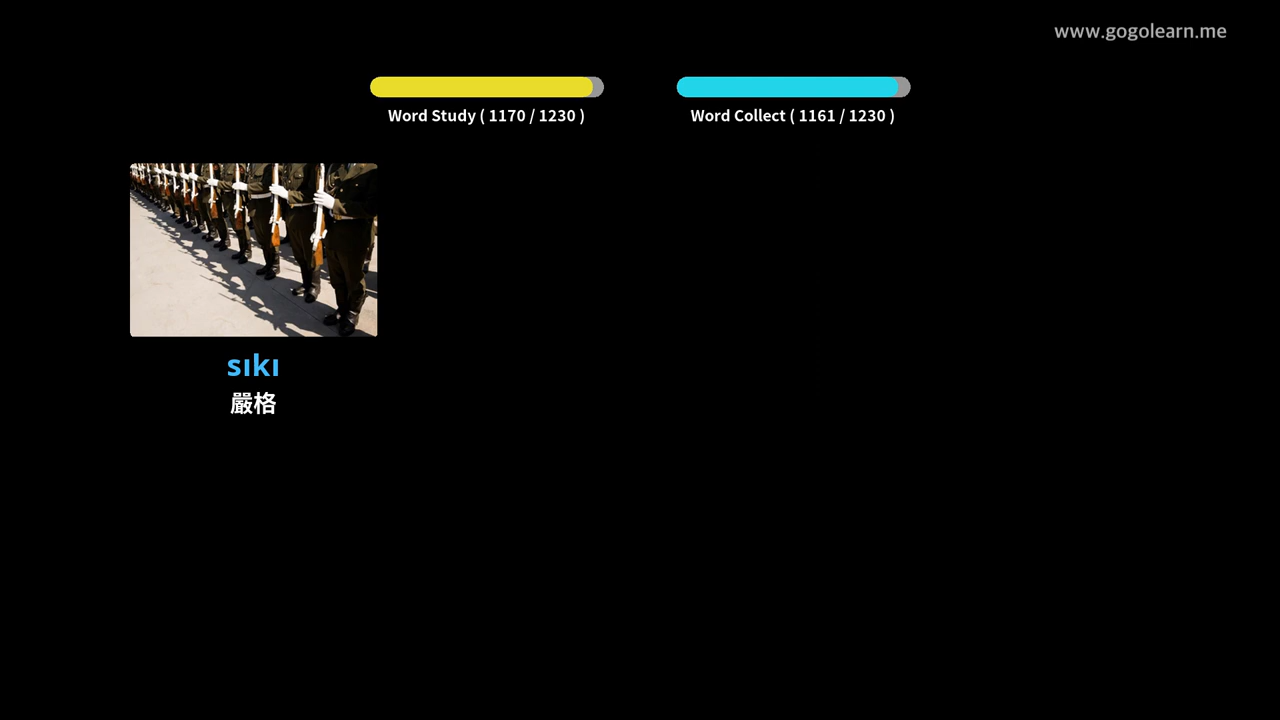 www.gogolearn.me
Word Study ( 1170 / 1230 )
Word Collect ( 1161 / 1230 )
sıkı
嚴格